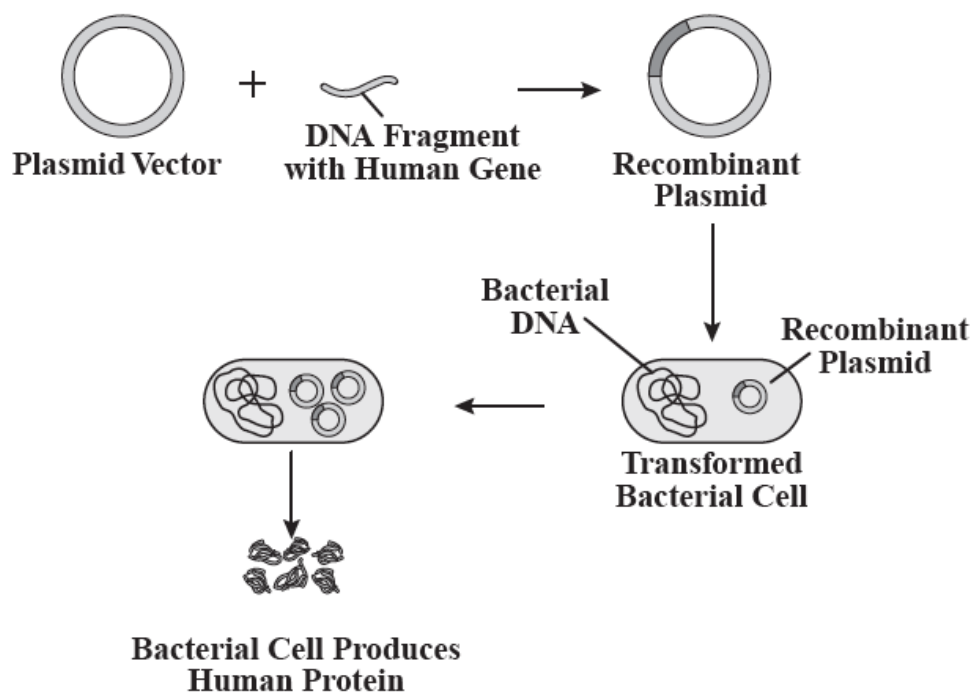 +
Plasmid Vector
DNA Fragment
with Human Gene
Recombinant
Plasmid
Bacterial
DNA
Recombinant
Plasmid
Transformed
Bacterial Cell
Bacterial Cell Produces
Human Protein